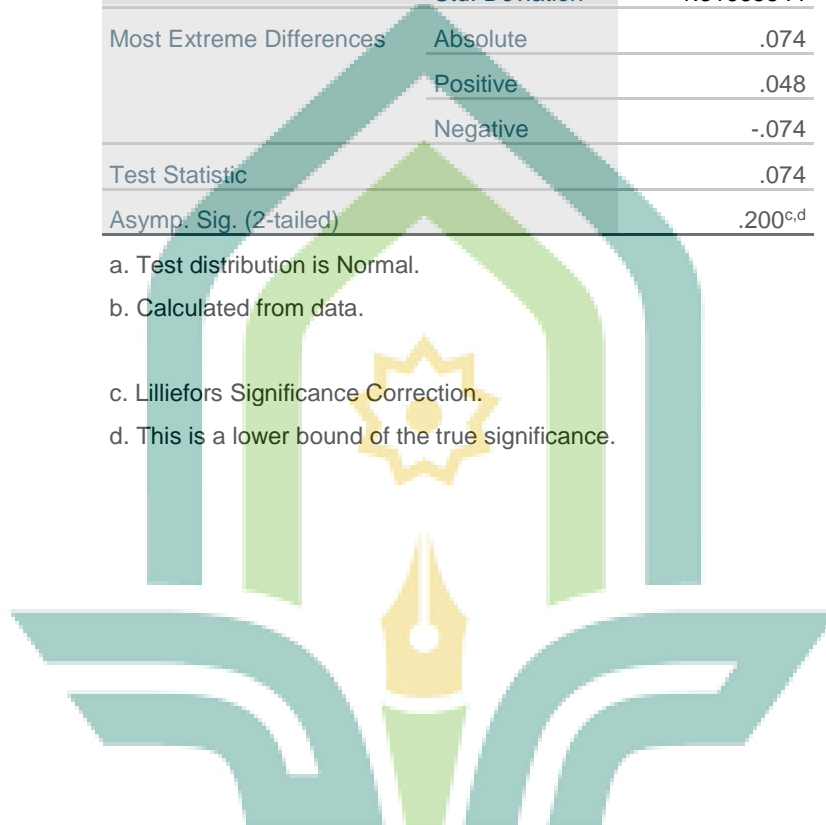 Most Extreme Differences Absolute .074
Positive .048
Negative -.074
Test Statistic .074
Asymp. Sig. (2-tailed) .200c,d
a. Test distribution is Normal.
b. Calculated from data.
c. Lilliefors Significance Correction.
d. This is a lower bound of the true significance.